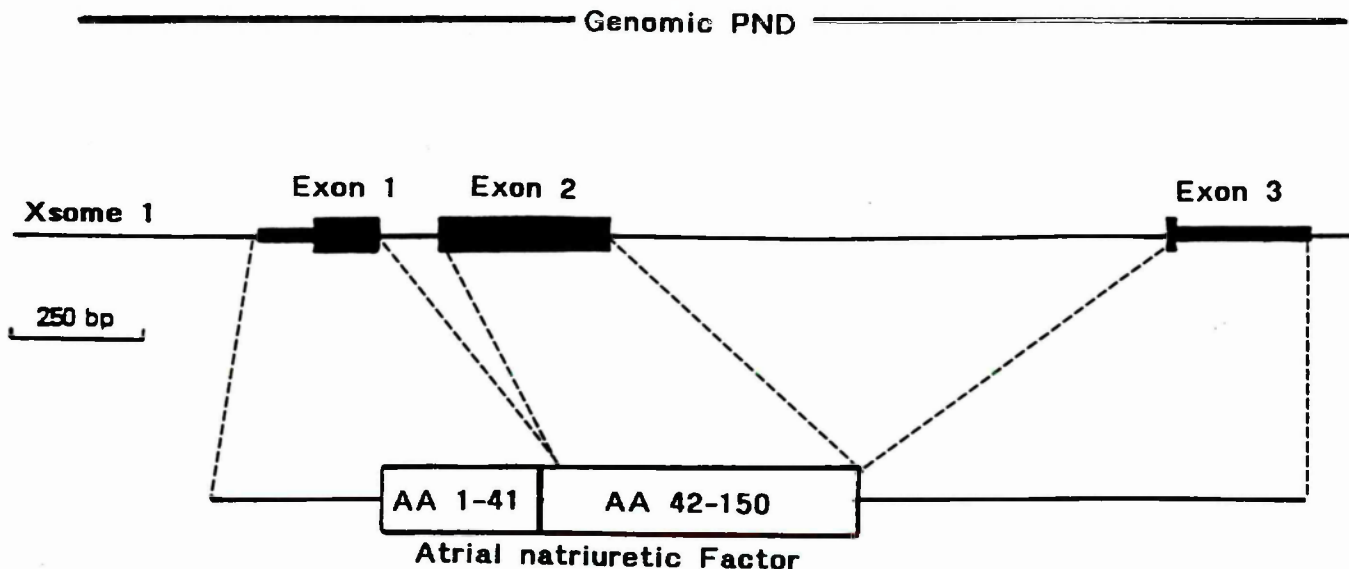 Genomic PND
Exon 1
Exon 2
Exon 3
Xsome 1
250 bp
AA 1-41
AA 42-150
Atrial natriuretic Factor